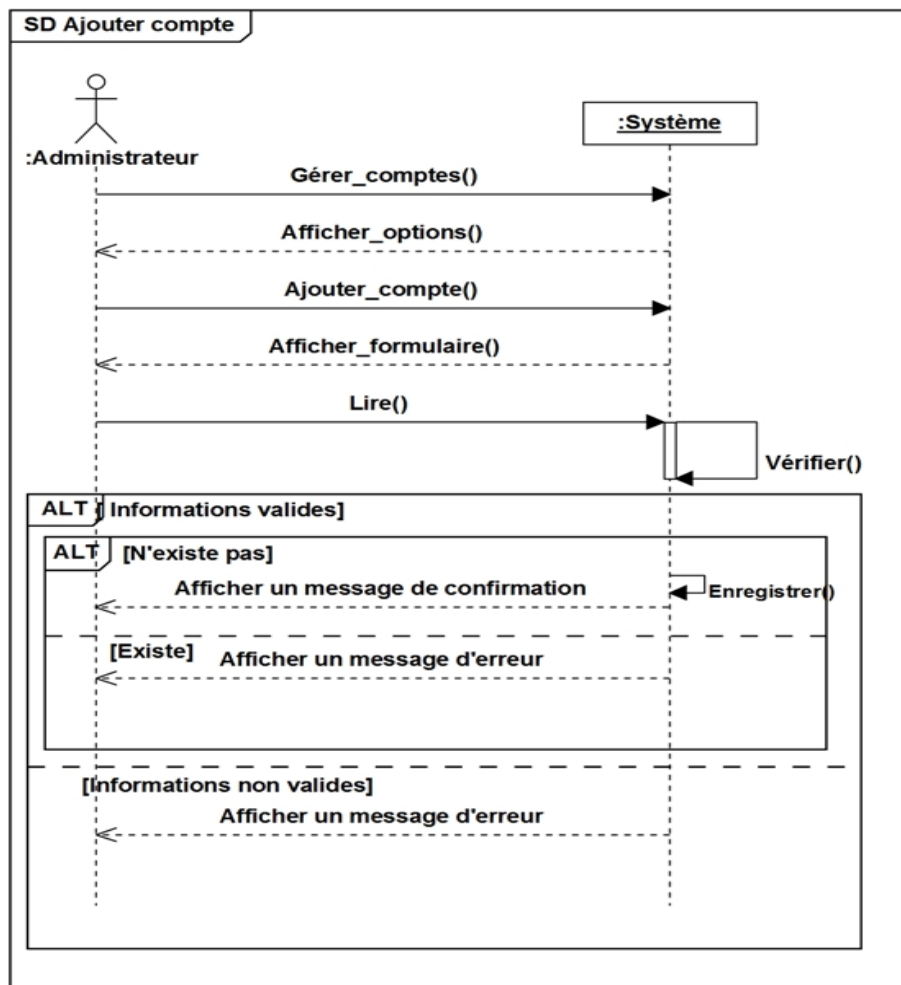 SD Ajouter compte
:Système
:Administrateur
Gérer_comptes()
Afficher_options()
Ajouter_compte()
Afficher_formulaire()
Lire()
Vérifier()
ALT [ Informations valides]
ALT [N'existe pas]
Afficher un message de confirmation
Enregistrer()
[Existe]
Afficher un message d'erreur
[Informations non valides]
Afficher un message d'erreur